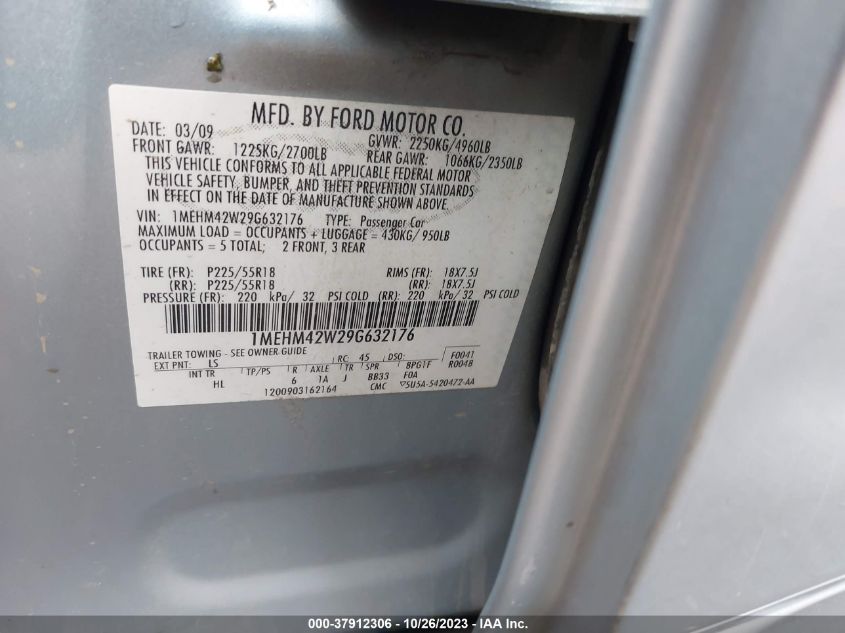 MFD. BY FORD MOTOR CO.
DATE: 03/09 GVWR: 2250KG/4960LB
FRONT GAWR: 1225KG/2700LB REAR GAWR: 1066KG/2350LB
THIS VEHICLE CONFORMS TO ALL APPLICABLE FEDERAL MOTOR
VEHICLE SAFETY, BUMPER, AND THEFT PREVENTION STANDARDS
IN EFFECT ON THE DATE OF MANUFACTURE SHOWN ABOVE.
VIN: 1MEHM42W29G632176 TYPE: Passenger Car
MAXIMUM LOAD = OCCUPANTS + LUGGAGE = 430KG/ 950LB
OCCUPANTS = 5 TOTAL; 2 FRONT, 3 REAR
TIRE (FR): P225/55R18 RIMS (FR): 18X7.5J
(RR): P225/55R18 (RR): 18X7.5J
PRESSURE (FR): 220 kPa/ 32 PSI COLD (RR): 220 kPa/ 32 PSI COLD
1MEHM42W29G632176
TRAILER TOWING - SEE OWNER GUIDE F0041
EXT PNT: LS RC: 45 DSO: R0048
INT TR TP/PS R AXLE TR SPR 8PG1F
HL 6 1A J BB33 F0A
1200903162164 CMC 5U5A-5420472-AA
000-37912306 - 10/26/2023 - IAA Inc.